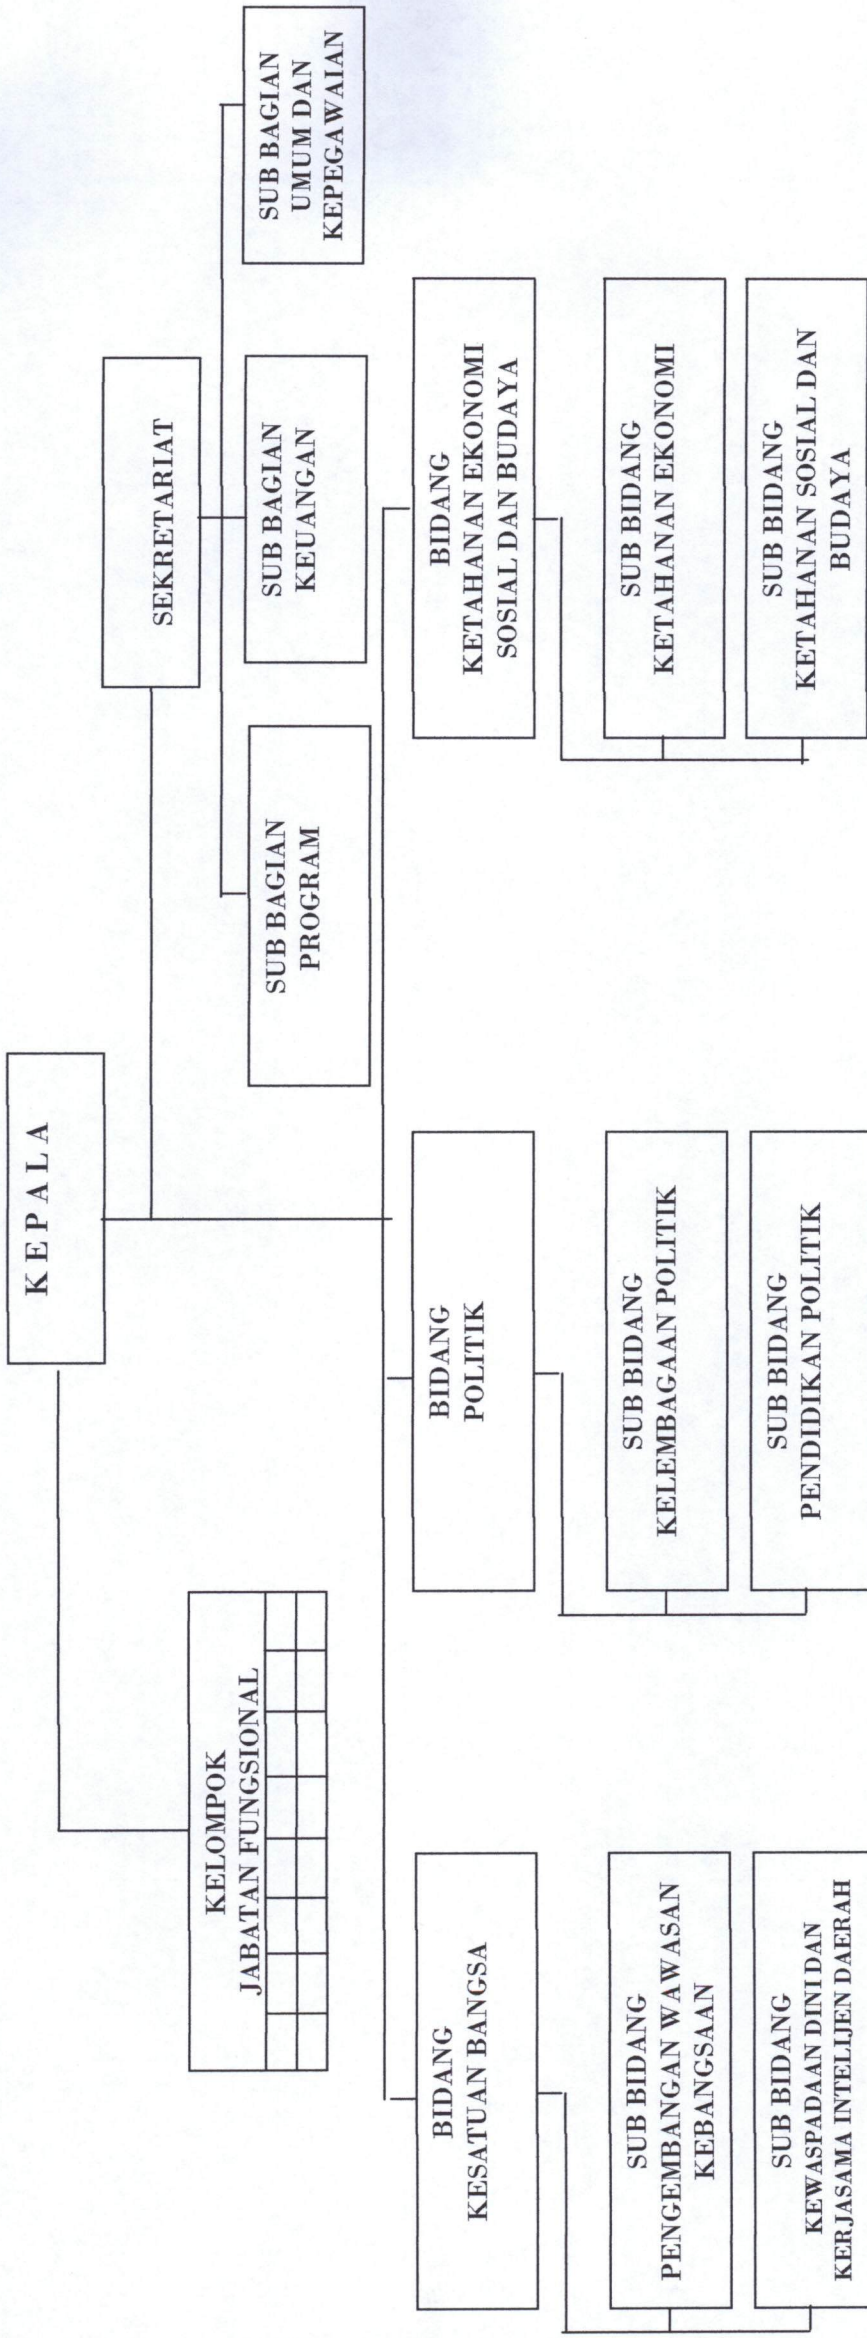 K E P A L A
SEKRETARIAT
KELOMPOK
JABATAN FUNGSIONAL
SUB BAGIAN
PROGRAM
SUB BAGIAN
KEUANGAN
SUB BAGIAN
UMUM DAN
KEPEGAWAIAN
BIDANG
KESATUAN BANGSA
BIDANG
POLITIK
BIDANG
KETAHANAN EKONOMI
SOSIAL DAN BUDAYA
SUB BIDANG
PENGEMBANGAN WAWASAN
KEBANGSAAN
SUB BIDANG
KELEMBAGAAN POLITIK
SUB BIDANG
KETAHANAN EKONOMI
SUB BIDANG
KEWASPADAAN DINI DAN
KERJASAMA INTELIJEN DAERAH
SUB BIDANG
PENDIDIKAN POLITIK
SUB BIDANG
KETAHANAN SOSIAL DAN
BUDAYA